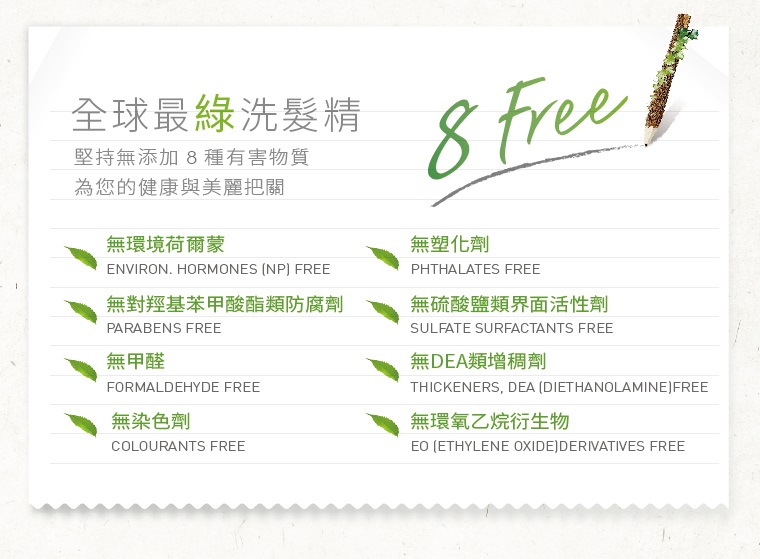 全球最綠洗髮精
堅持無添加 8 種有害物質
為您的健康與美麗把關
8 Free
無環境荷爾蒙
ENVIRON. HORMONES (NP) FREE
無塑化劑
PHTHALATES FREE
無對羥基苯甲酸酯類防腐劑
PARABENS FREE
無硫酸鹽類界面活性劑
SULFATE SURFACTANTS FREE
無甲醛
FORMALDEHYDE FREE
無DEA類增稠劑
THICKENERS, DEA (DIETHANOLAMINE)FREE
無染色劑
COLOURANTS FREE
無環氧乙烷衍生物
EO (ETHYLENE OXIDE)DERIVATIVES FREE